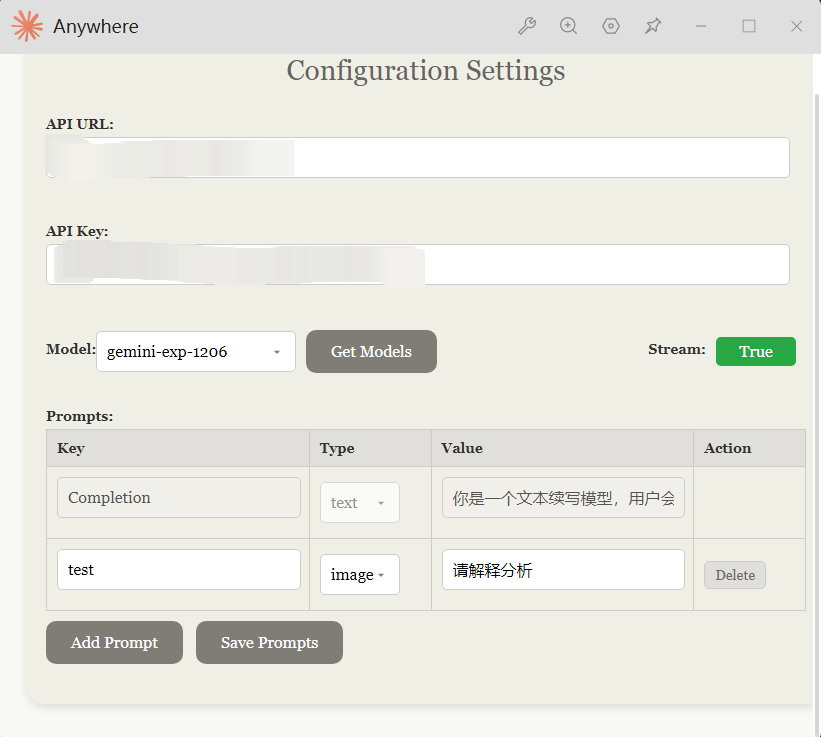 Anywhere
Configuration Settings
API URL:
API Key:
Model: gemini-exp-1206 Get Models Stream: True
Prompts:
Key Type Value Action
Completion text 你是一个文本续写模型，用户会
test image 请解释分析 Delete
Add Prompt Save Prompts